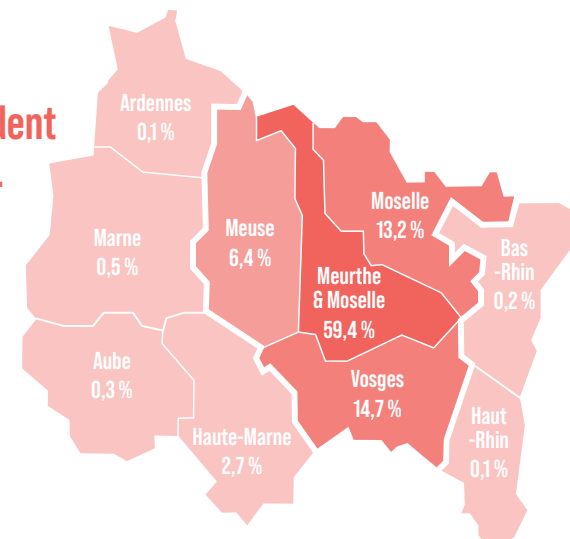 dent
Ardennes
0,1 %
Marne
0,5 %
Meuse
6,4 %
Moselle
13,2 %
Meurthe
& Moselle
59,4 %
Bas
-Rhin
0,2 %
Aube
0,3 %
Vosges
14,7 %
Haute-Marne
2,7 %
Haut
-Rhin
0,1 %